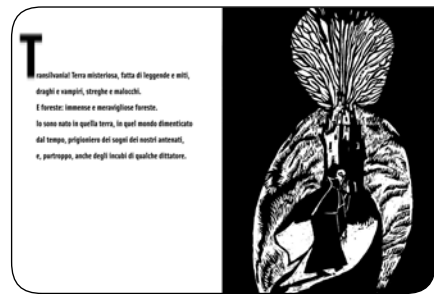 Transilvania! Terra misteriosa, fatta di leggende e miti,
draghi e vampiri, streghe e malocchi.
E foreste: immense e meravigliose foreste.
Io sono nato in quella terra, in quel mondo dimenticato
dal tempo, prigioniero dei sogni dei nostri antenati,
e, purtroppo, anche degli incubi di qualche dittatore.